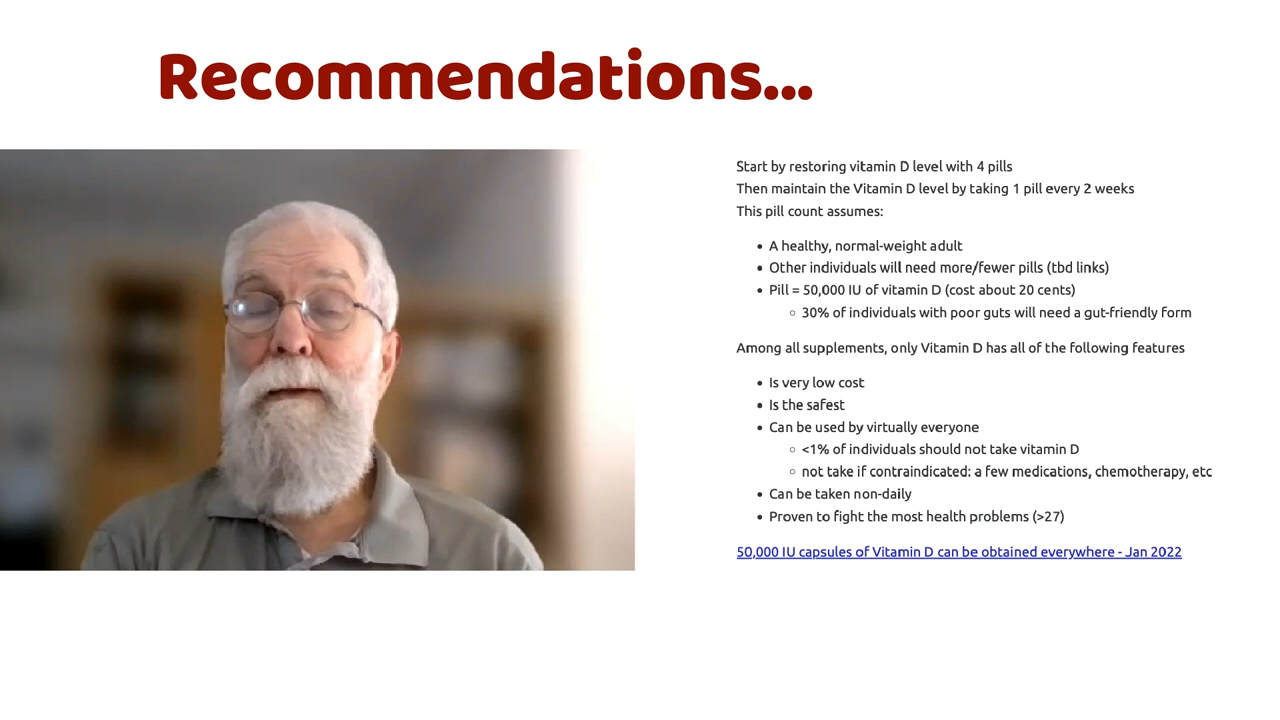 Recommendations...
Start by restoring vitamin D level with 4 pills
Then maintain the Vitamin D level by taking 1 pill every 2 weeks
This pill count assumes:
• A healthy, normal-weight adult
• Other individuals will need more/fewer pills (tbd links)
• Pill = 50,000 IU of vitamin D (cost about 20 cents)
◦ 30% of individuals with poor guts will need a gut-friendly form
Among all supplements, only Vitamin D has all of the following features
• Is very low cost
• Is the safest
• Can be used by virtually everyone
◦ <1% of individuals should not take vitamin D
◦ not take if contraindicated: a few medications, chemotherapy, etc
• Can be taken non-daily
• Proven to fight the most health problems (>27)
50,000 IU capsules of Vitamin D can be obtained everywhere - Jan 2022